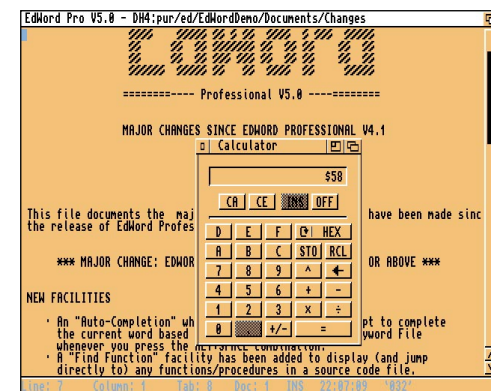 EdWord Pro V5.0 - DH4:pur/ed/EdWordDemo/Documents/Changes
EdWord
========---- Professional V5.0 ----========
MAJOR CHANGES SINCE EDWORD PROFESSIONAL V4.1
Calculator
$58
CA CE INS OFF
This file documents the maj have been made sinc
the release of EdWord Profes
D E F HEX
A B C STO RCL
*** MAJOR CHANGE: EDWOR OR ABOVE ***
7 8 9 ^ ←
4 5 6 + -
NEW FACILITIES
1 2 3 x ÷
· An "Auto-Completion" wh pt to complete
0 . +/- =
the current word based yword File
whenever you press the
· A "Find Function" facility has been added to display (and jump
directly to) any functions/procedures in a source code file.
Line: 7 Column: 1 Tab: 8 Doc: 1 INS 22:07:09 '032'